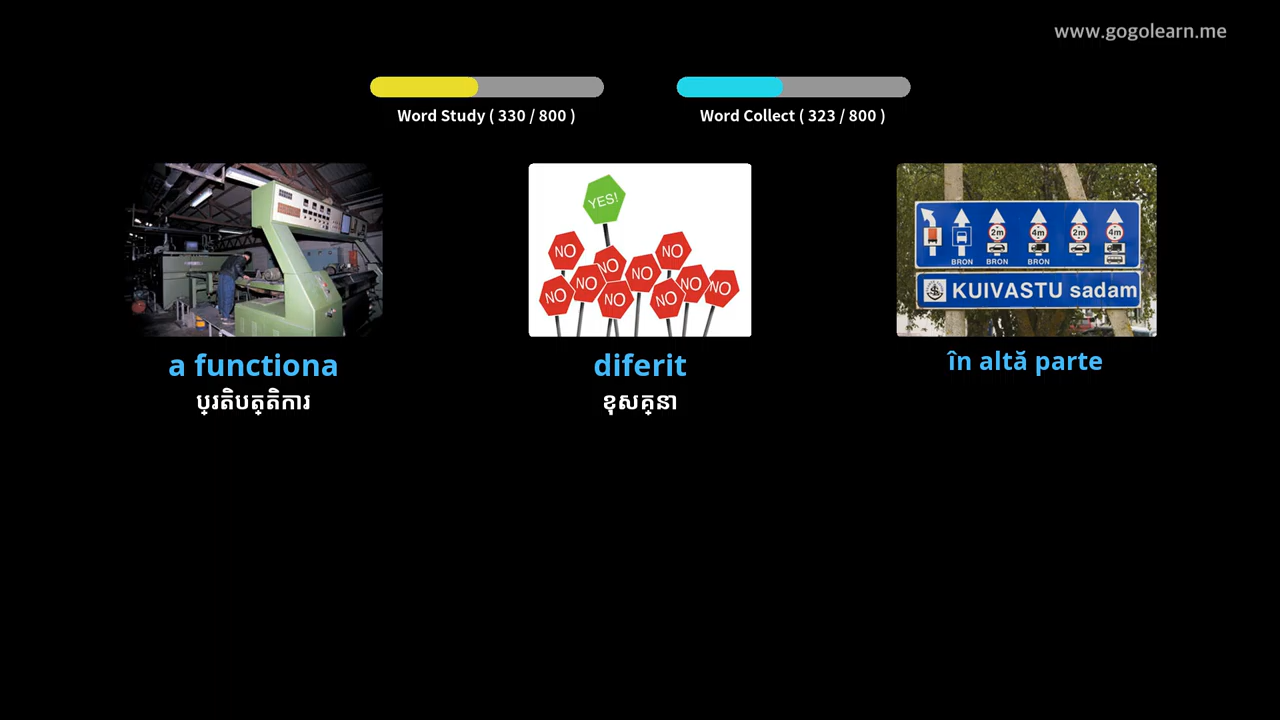 www.gogolearn.me
Word Study ( 330 / 800 )
Word Collect ( 323 / 800 )
YES!
NO
NO
NO
NO
NO
NO
NO
NO
NO
NO
BRON
BRON
BRON
2m
4m
2m
4m
KUIVASTU sadam
a functiona
ប្រតិបត្តិការ
diferit
ខុសគ្នា
în altă parte